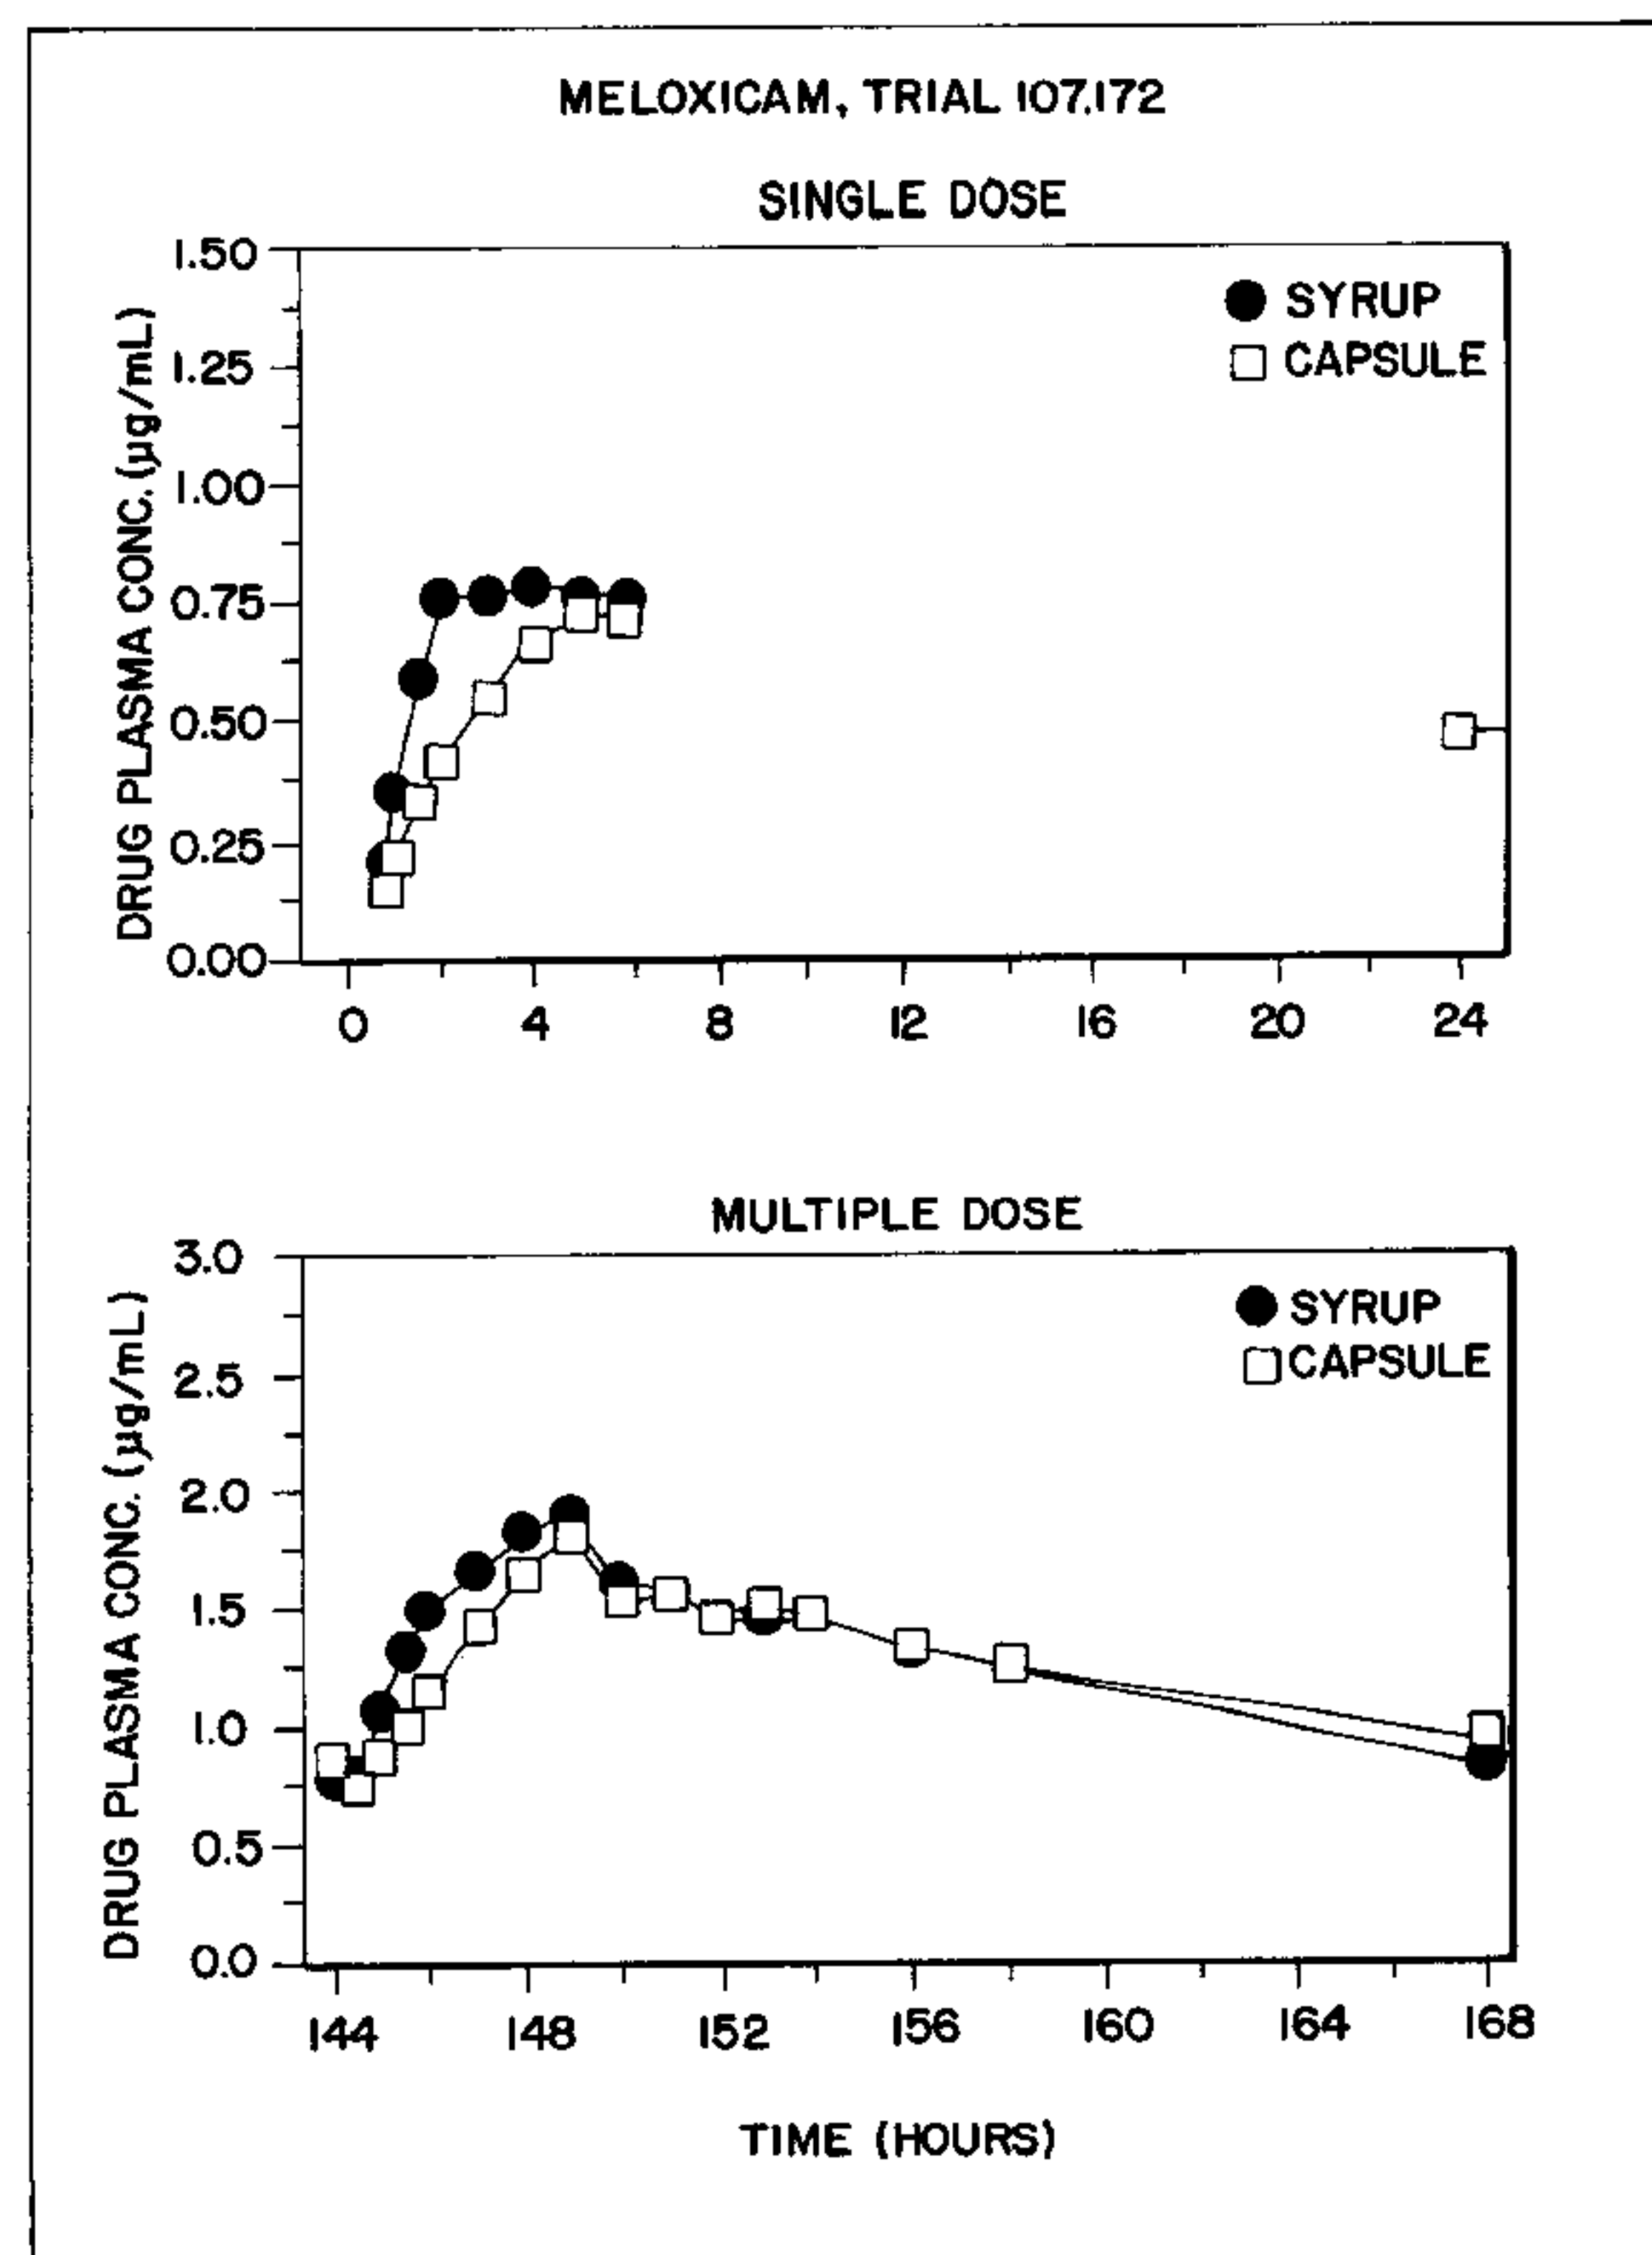 MELOXICAM, TRIAL 107.172
SINGLE DOSE
DRUG PLASMA CONC. (µg/mL)
1.50
1.25
1.00
0.75
0.50
0.25
0.00
SYRUP
CAPSULE
0 4 8 12 16 20 24
MULTIPLE DOSE
DRUG PLASMA CONC. (µg/mL)
3.0
2.5
2.0
1.5
1.0
0.5
0.0
SYRUP
CAPSULE
144 148 152 156 160 164 168
TIME (HOURS)